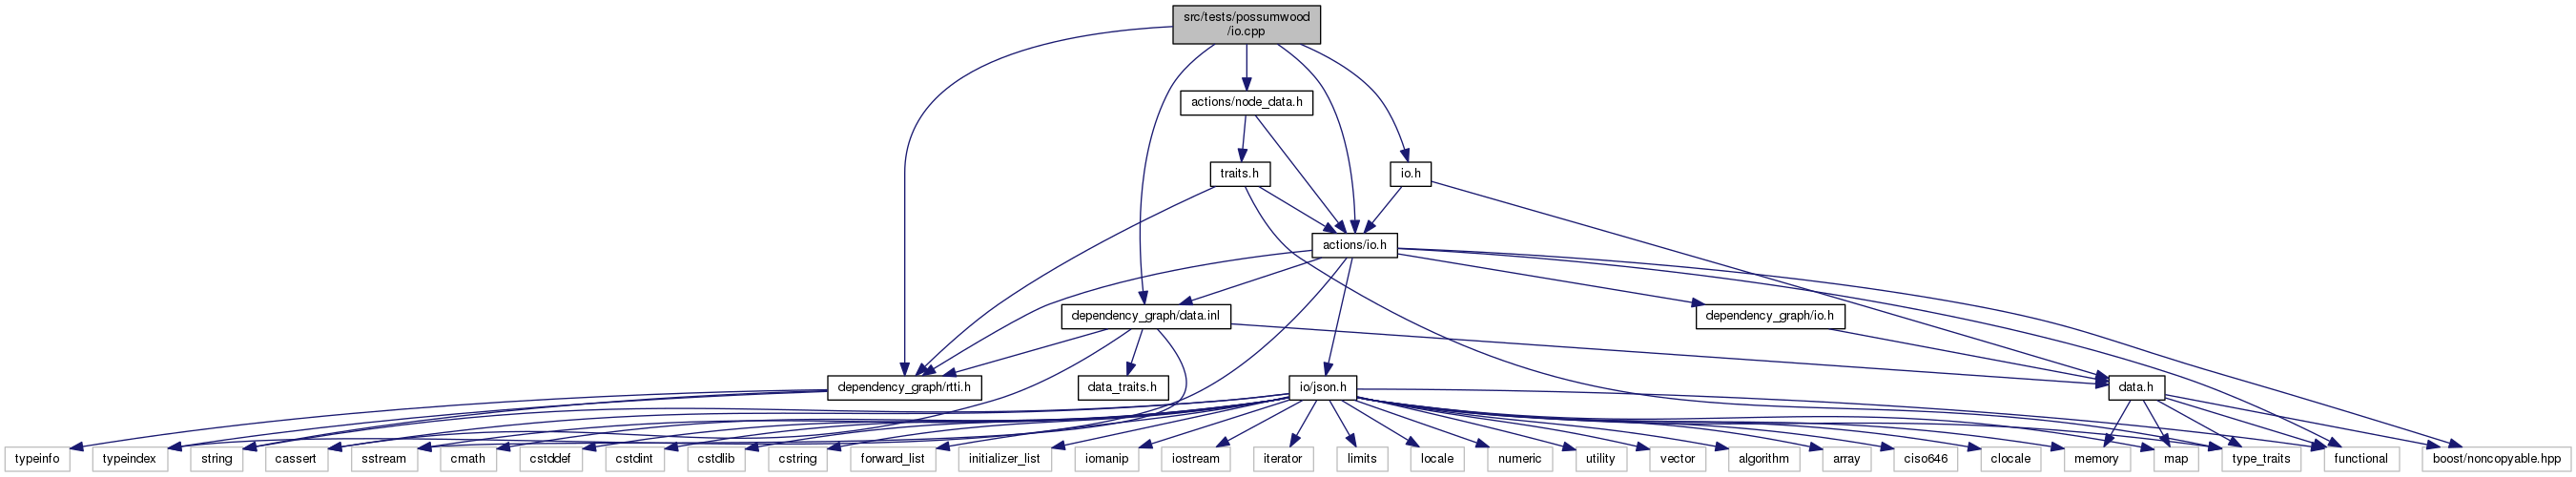 src/tests/possumwood
/io.cpp
actions/node_data.h
traits.h
io.h
actions/io.h
dependency_graph/data.inl
dependency_graph/io.h
dependency_graph/rtti.h
data_traits.h
io/json.h
data.h
typeinfo
typeindex
string
cassert
sstream
cmath
cstddef
cstdint
cstdlib
cstring
forward_list
initializer_list
iomanip
iostream
iterator
limits
locale
numeric
utility
vector
algorithm
array
ciso646
clocale
memory
map
type_traits
functional
boost/noncopyable.hpp